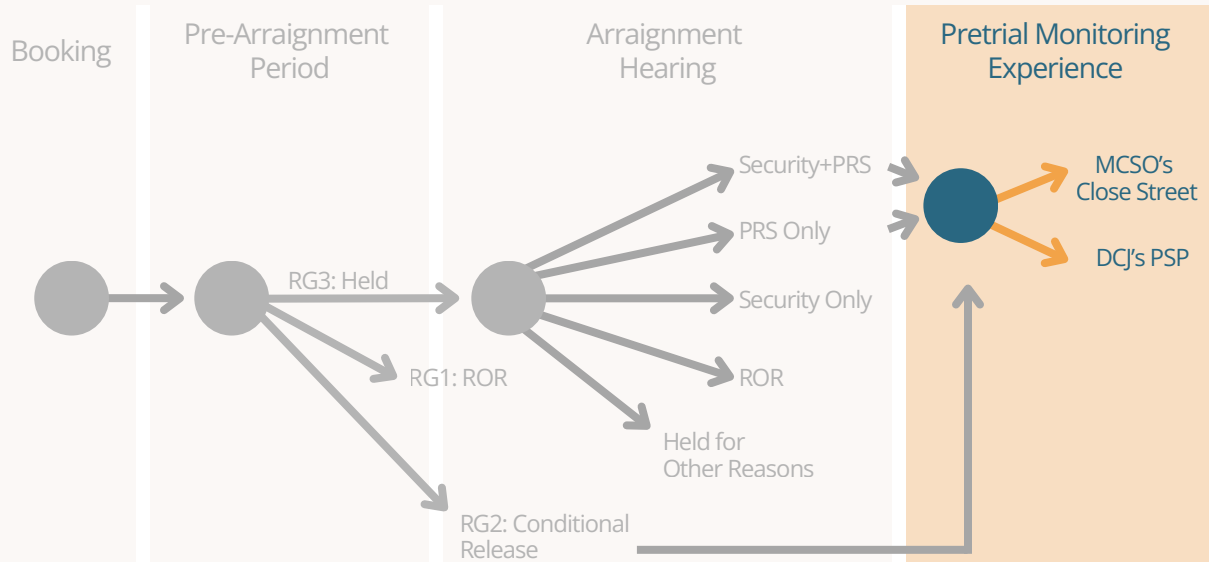 Booking
Pre-Arraignment
Period
Arraignment
Hearing
Pretrial Monitoring
Experience
Security+PRS
PRS Only
Security Only
ROR
Held for
Other Reasons
RG3: Held
RG1: ROR
RG2: Conditional
Release
MCSO's
Close Street
DCJ's PSP